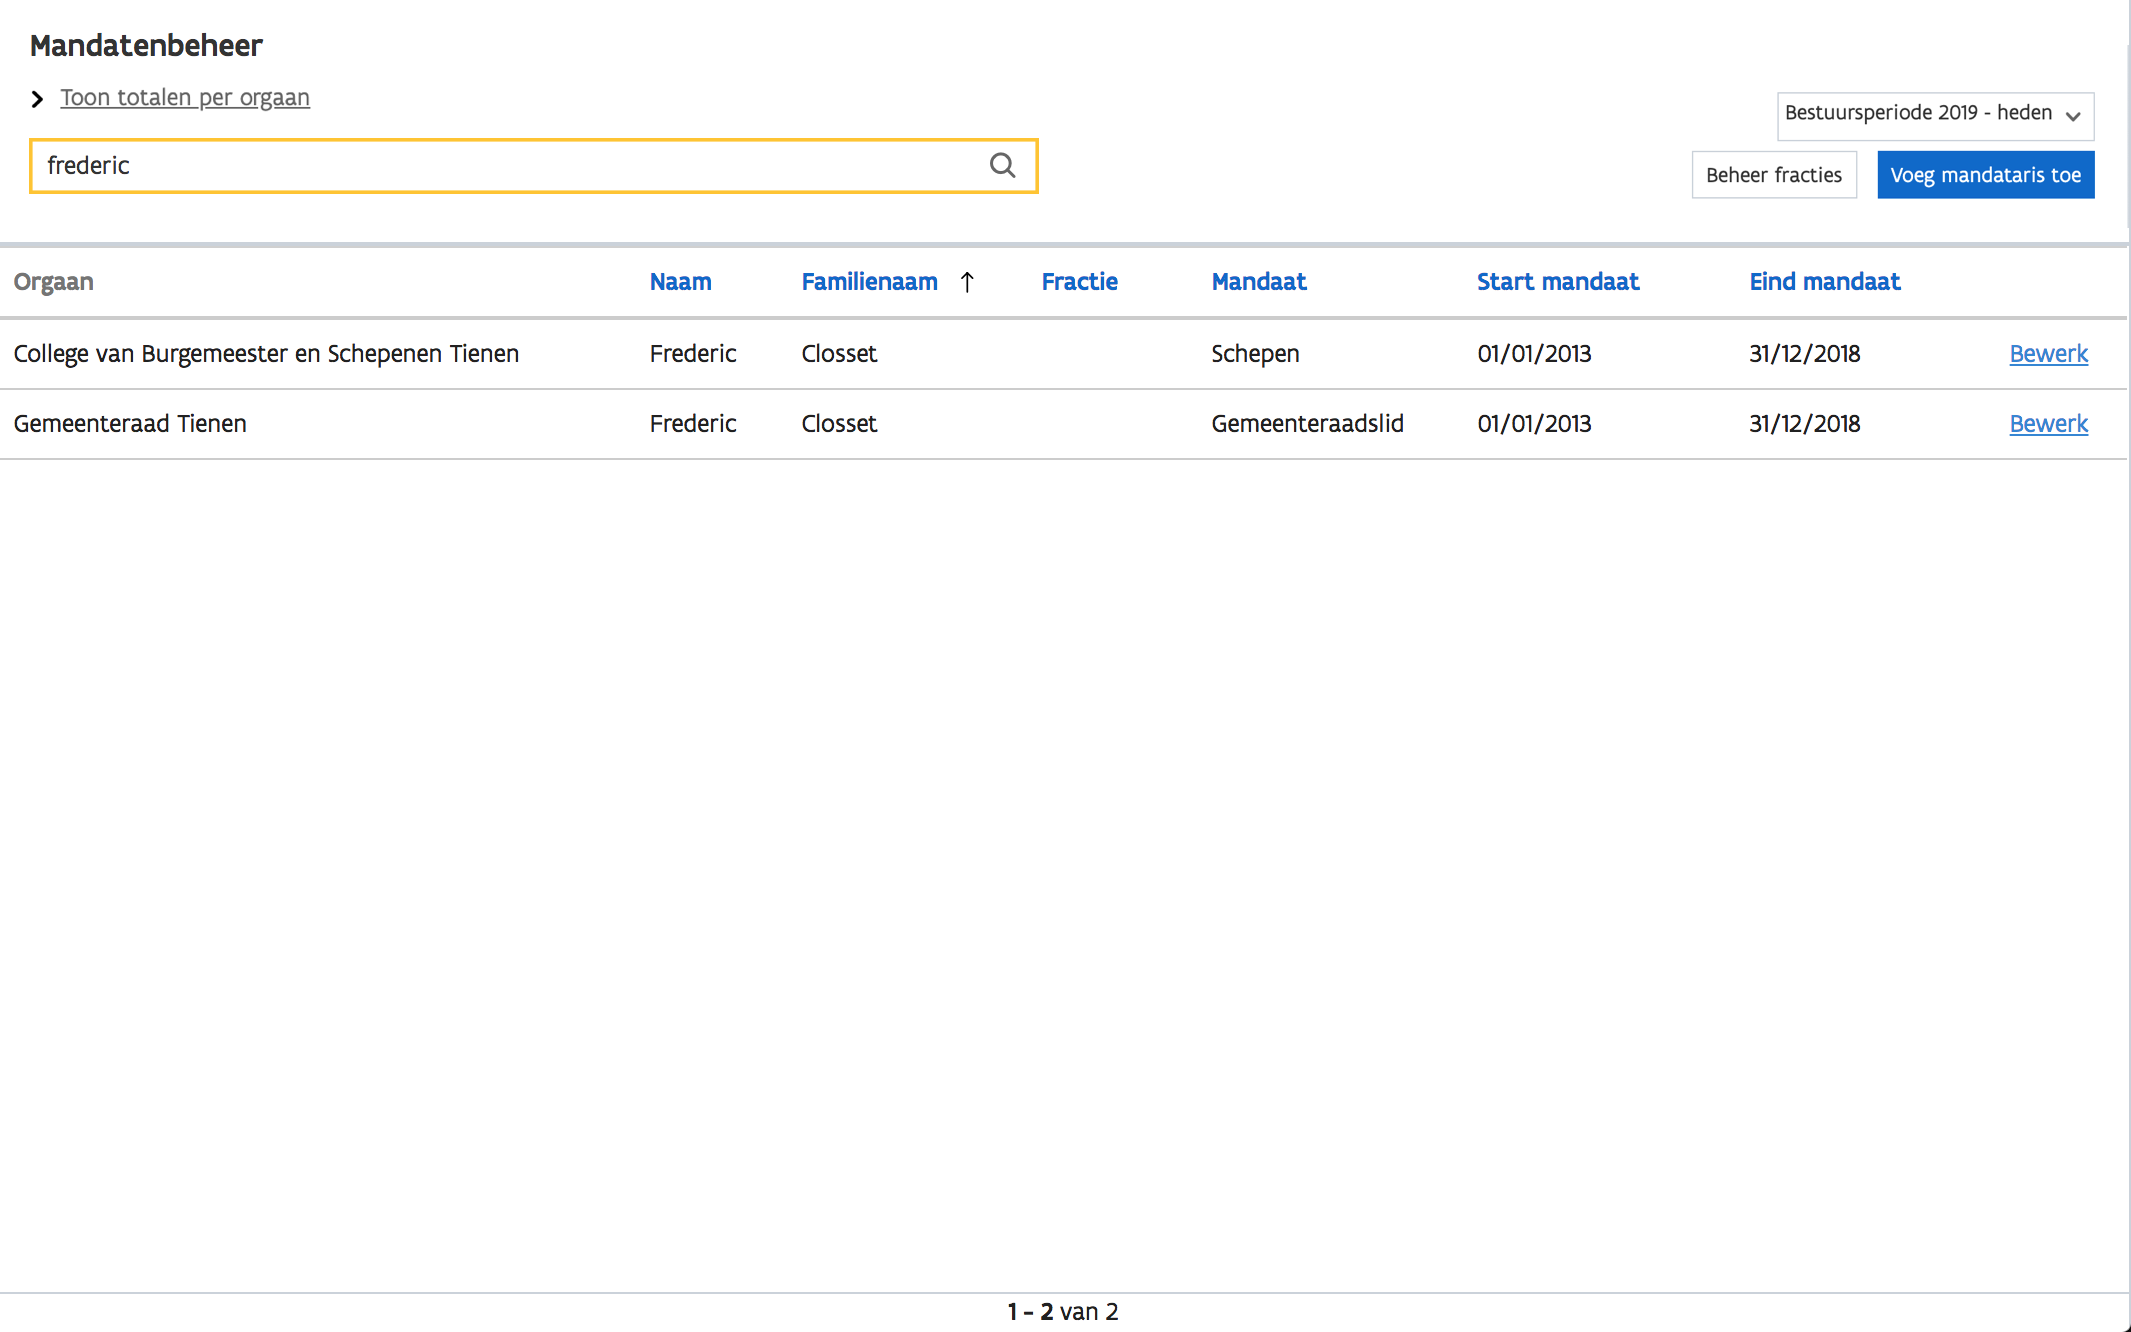 Mandatenbeheer
Toon totalen per orgaan
Bestuursperiode 2019 - heden
frederic
Beheer fracties Voeg mandataris toe
Orgaan Naam Familienaam ↑ Fractie Mandaat Start mandaat Eind mandaat
College van Burgemeester en Schepenen Tienen Frederic Closset Schepen 01/01/2013 31/12/2018 Bewerk
Gemeenteraad Tienen Frederic Closset Gemeenteraadslid 01/01/2013 31/12/2018 Bewerk
1 - 2 van 2